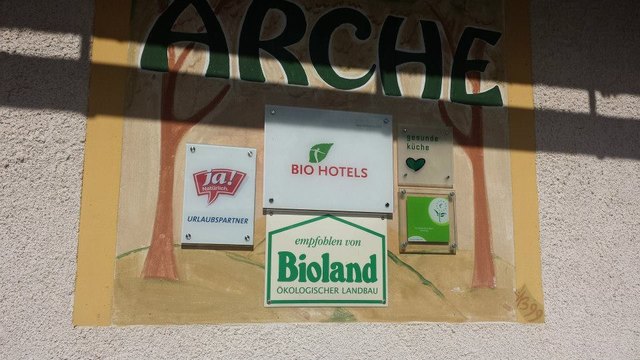 ARCHE
BIO HOTELS
gesunde
küche
ja!
Natürlich.
URLAUBSPARTNER
empfohlen von
Bioland
ÖKOLOGISCHER LANDBAU